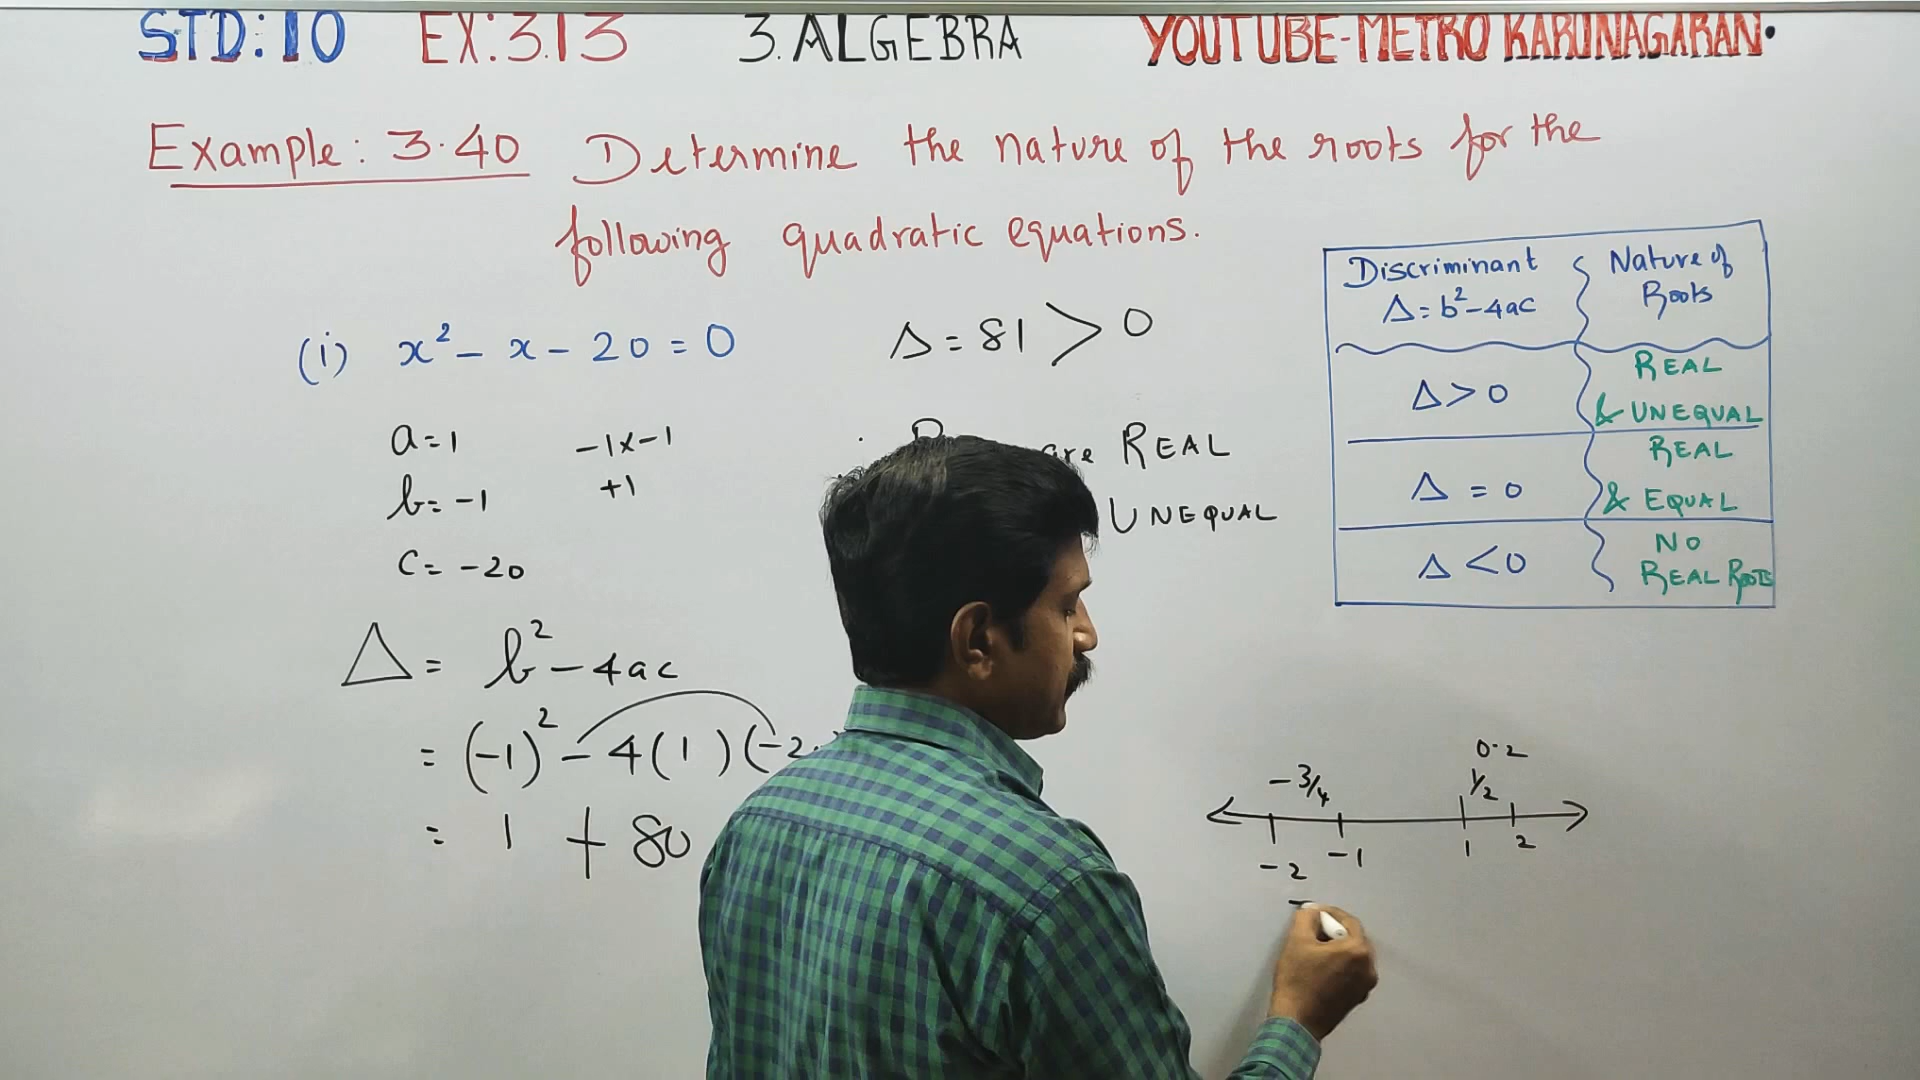 STD: 10 EX: 3.13 3. ALGEBRA YOUTUBE-METRO KARUNAGARAN.
Example: 3.40 Determine the nature of the roots for the
following quadratic equations.
(i) x² - x - 20 = 0
a = 1 -1x-1
b = -1 +1
c = -20
Δ = b² - 4ac
= (-1)² - 4(1)(-2
= 1 + 80
Δ = 81 > 0
are REAL
UNEQUAL
Discriminant Nature of
Δ = b² - 4ac Roots
Δ > 0 REAL
& UNEQUAL
Δ = 0 REAL
& EQUAL
Δ < 0 NO
REAL ROOTS
0.2
-3/4 1/2
-2 -1 1 2